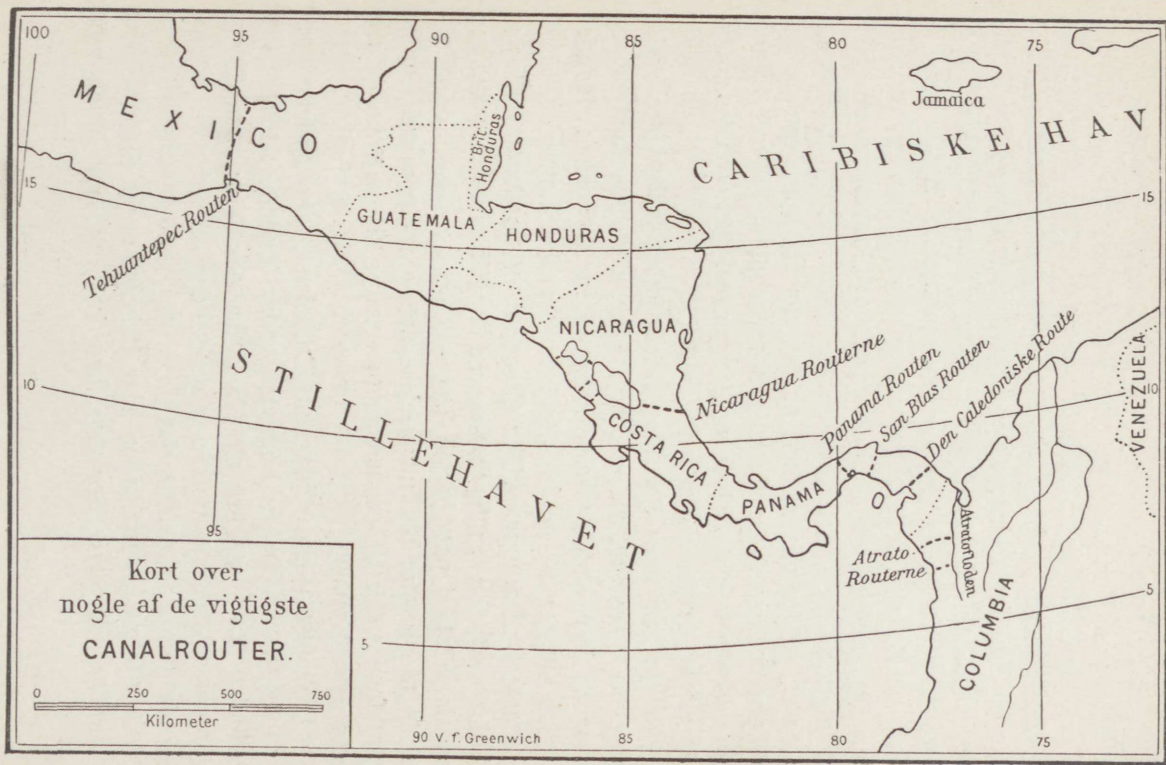 100
95
90
85
80
75
MEXICO
Brit. Honduras
Jamaica
CARIBISKE HAV
15
15
Tehuantepec Routen
GUATEMALA
HONDURAS
NICARAGUA
STILLEHAVET
10
10
Nicaragua Routerne
Panama Routen
San Blas Routen
Den Caledoniske Route
VENEZUELA
COSTA RICA
PANAMA
95
Atrato
Routerne
Atratofloden
COLUMBIA
5
5
Kort over
nogle af de vigtigste
CANALROUTER.
0 250 500 750
Kilometer
90 V. f. Greenwich
85
80
75